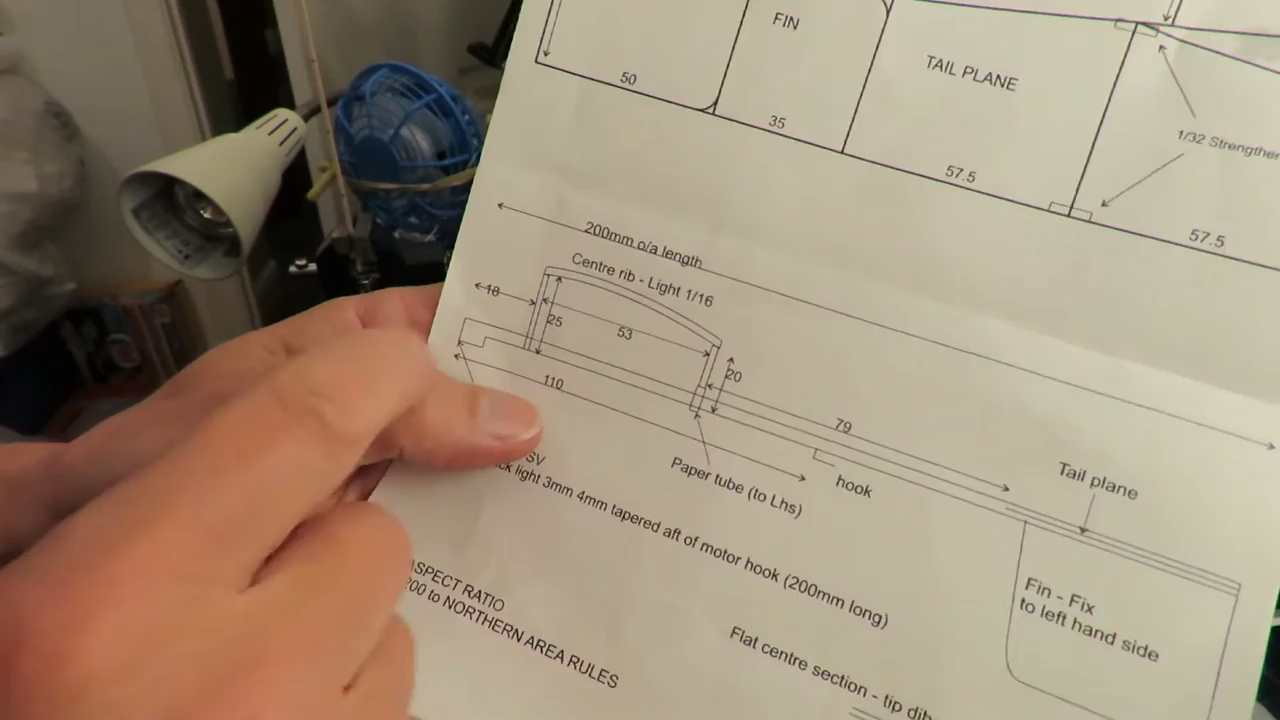 FIN
TAIL PLANE
50
35
57.5
57.5
200mm o/a length
Centre rib - Light 1/16
18
25
53
20
110
79
Paper tube (to Lhs)
hook
Tail plane
SV
light 3mm 4mm tapered aft of motor hook (200mm long)
ASPECT RATIO
to NORTHERN AREA RULES
Fin - Fix
to left hand side
Flat centre section - tip
1/32